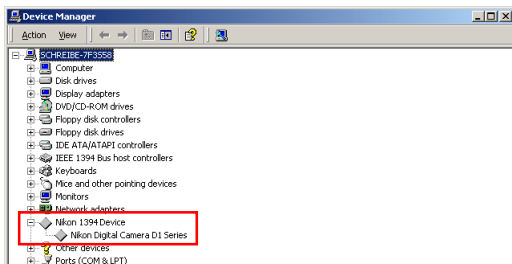 Device Manager
Action View
SCHREIBE-7F3558
Computer
Disk drives
Display adapters
DVD/CD-ROM drives
Floppy disk controllers
Floppy disk drives
IDE ATA/ATAPI controllers
IEEE 1394 Bus host controllers
Keyboards
Mice and other pointing devices
Monitors
Network adapters
Nikon 1394 Device
Nikon Digital Camera D1 Series
Other devices
Ports (COM & LPT)